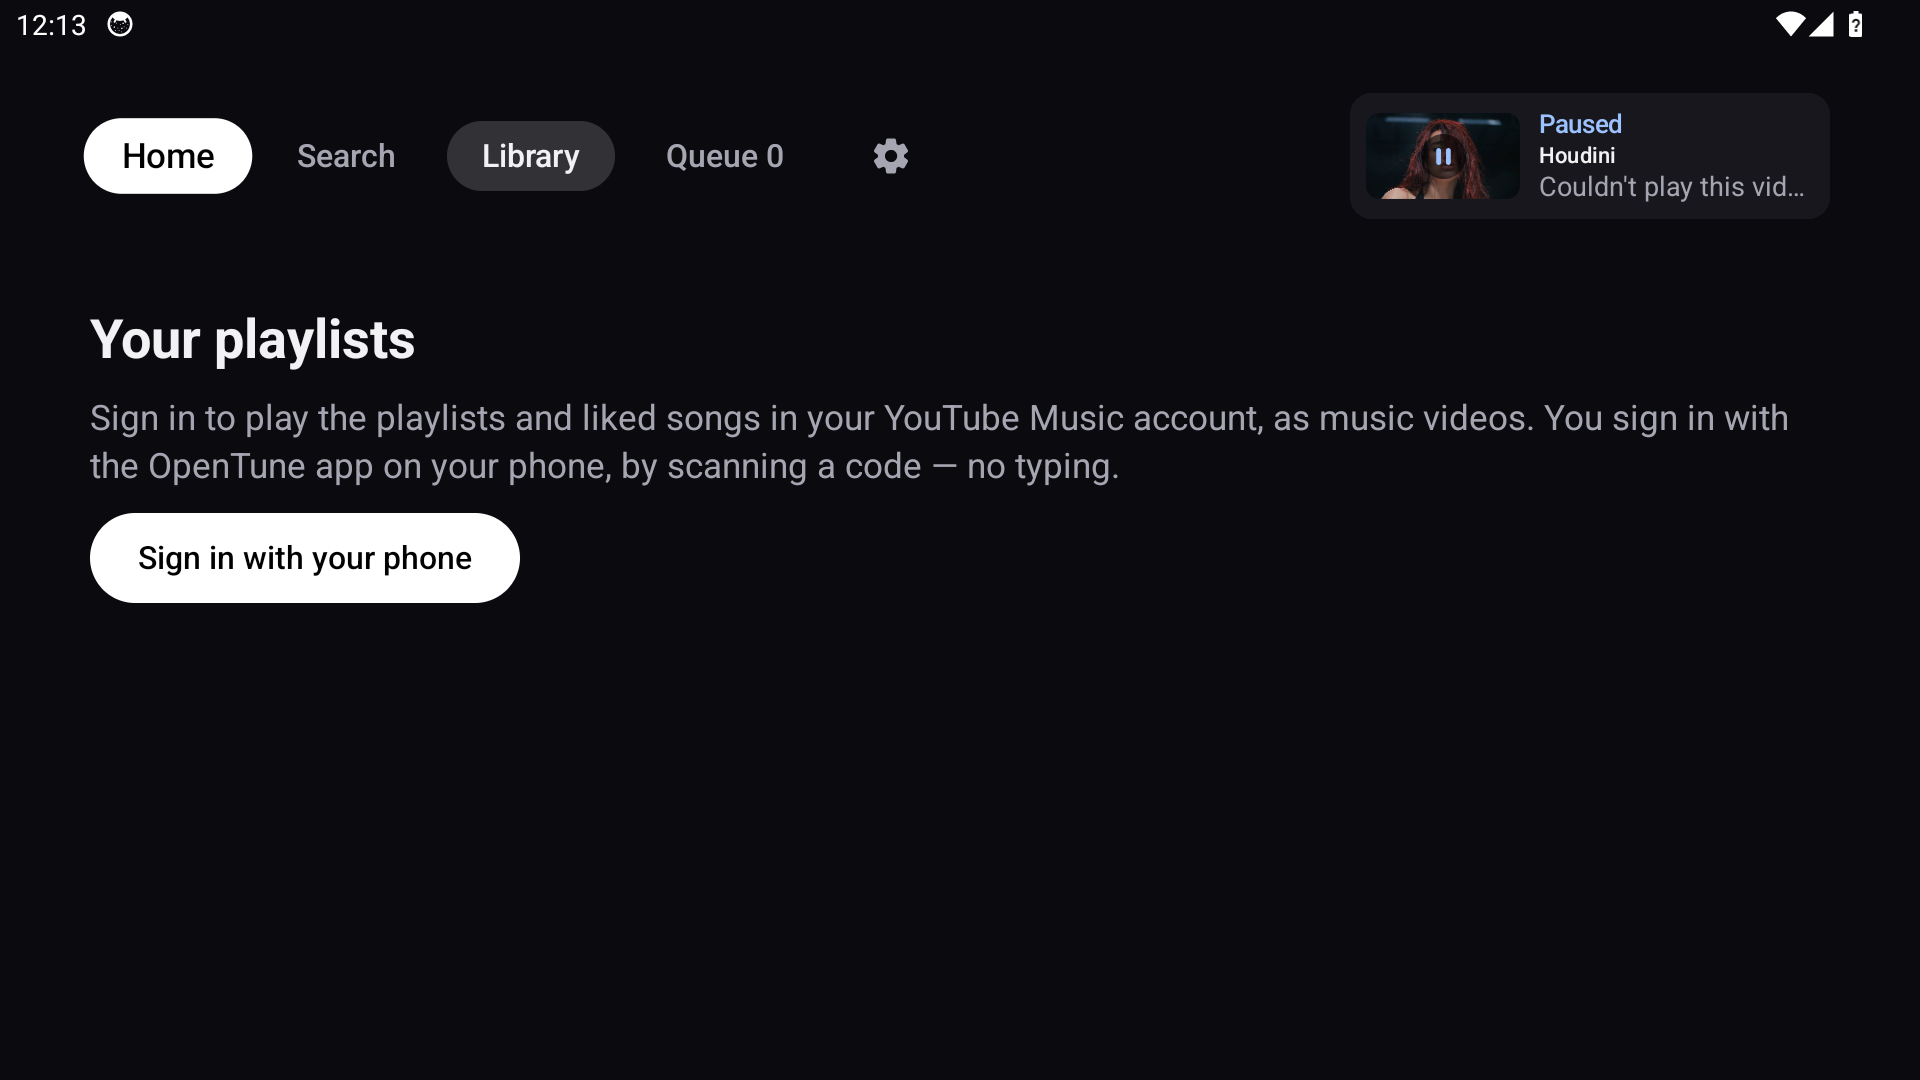 12:13
Home
Search
Library
Queue 0
Paused
Houdini
Couldn't play this vid...
Your playlists
Sign in to play the playlists and liked songs in your YouTube Music account, as music videos. You sign in with
the OpenTune app on your phone, by scanning a code — no typing.
Sign in with your phone